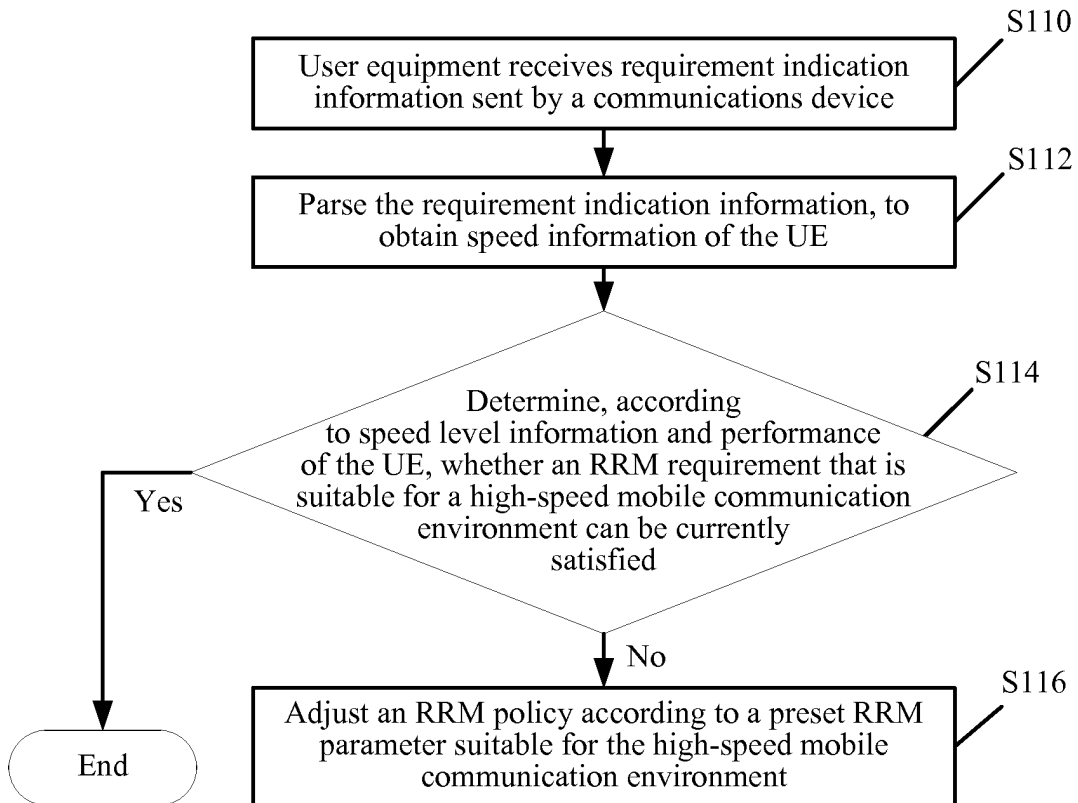 S110
User equipment receives requirement indication
information sent by a communications device
S112
Parse the requirement indication information, to
obtain speed information of the UE
S114
Determine, according
to speed level information and performance
of the UE, whether an RRM requirement that is
suitable for a high-speed mobile communication
environment can be currently
satisfied
Yes
No
S116
Adjust an RRM policy according to a preset RRM
parameter suitable for the high-speed mobile
communication environment
End